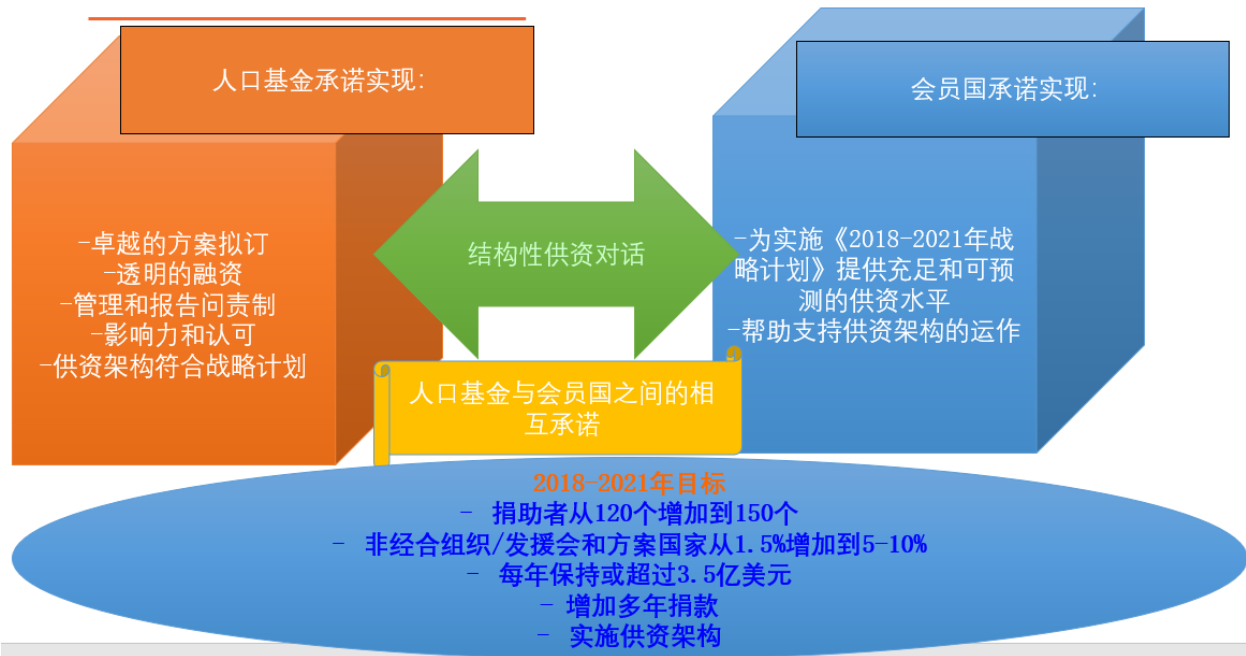 人口基金承诺实现:
会员国承诺实现:
-卓越的方案拟订
-透明的融资
-管理和报告问责制
-影响力和认可
-供资架构符合战略计划
结构性供资对话
-为实施《2018-2021年战
略计划》提供充足和可预
测的供资水平
-帮助支持供资架构的运作
人口基金与会员国之间的相
互承诺
2018-2021年目标
- 捐助者从120个增加到150个
- 非经合组织/发援会和方案国家从1.5%增加到5-10%
- 每年保持或超过3.5亿美元
- 增加多年捐款
- 实施供资架构